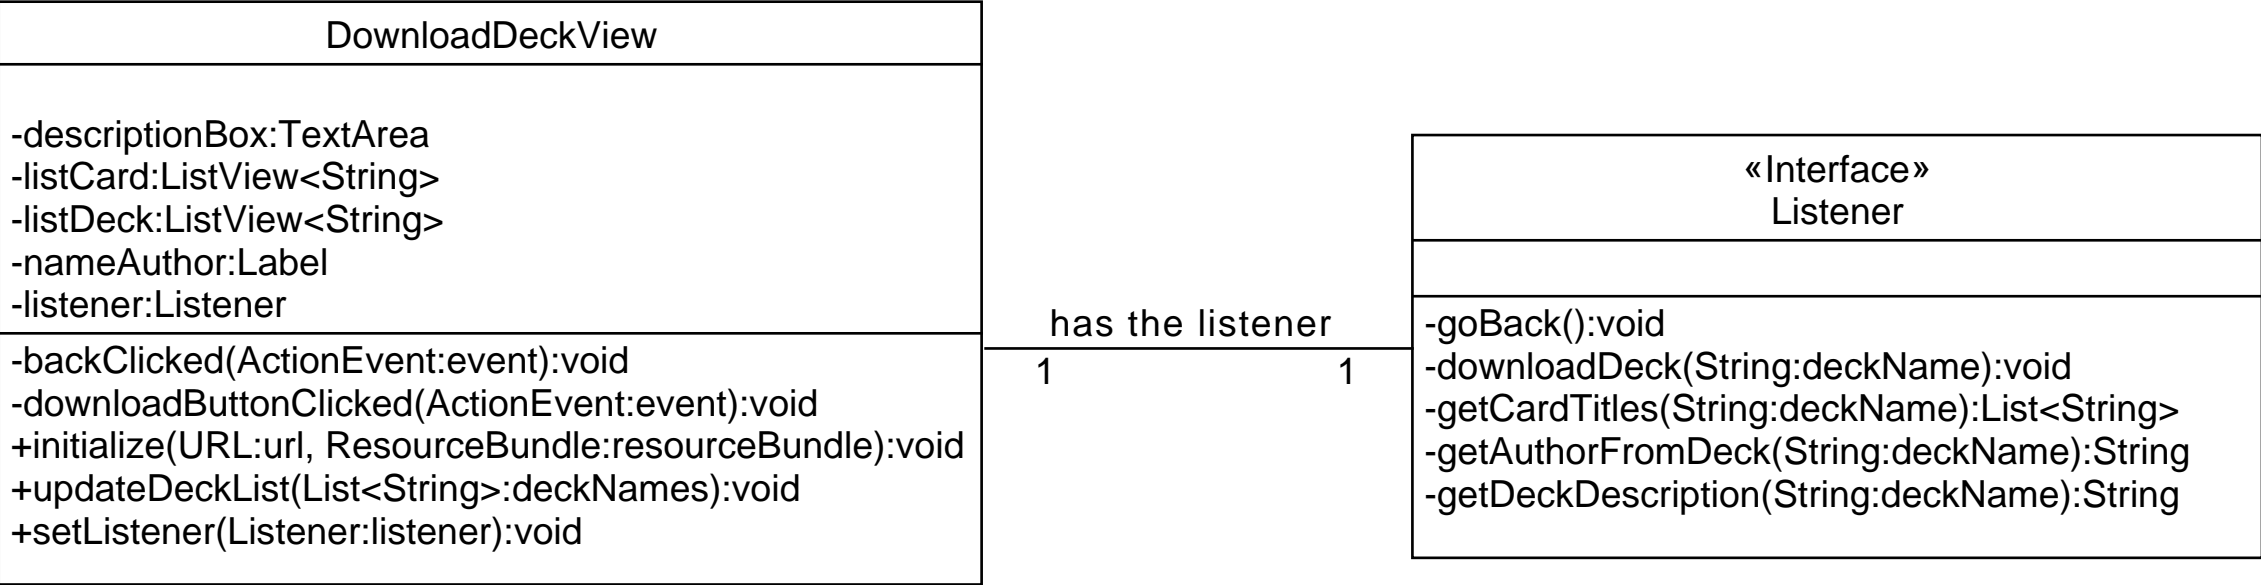 DownloadDeckView
-descriptionBox:TextArea
-listCard:ListView<String>
-listDeck:ListView<String>
-nameAuthor:Label
-listener:Listener
-backClicked(ActionEvent:event):void
-downloadButtonClicked(ActionEvent:event):void
+initialize(URL:url, ResourceBundle:resourceBundle):void
+updateDeckList(List<String>:deckNames):void
+setListener(Listener:listener):void
has the listener
1 1
«Interface»
Listener
-goBack():void
-downloadDeck(String:deckName):void
-getCardTitles(String:deckName):List<String>
-getAuthorFromDeck(String:deckName):String
-getDeckDescription(String:deckName):String